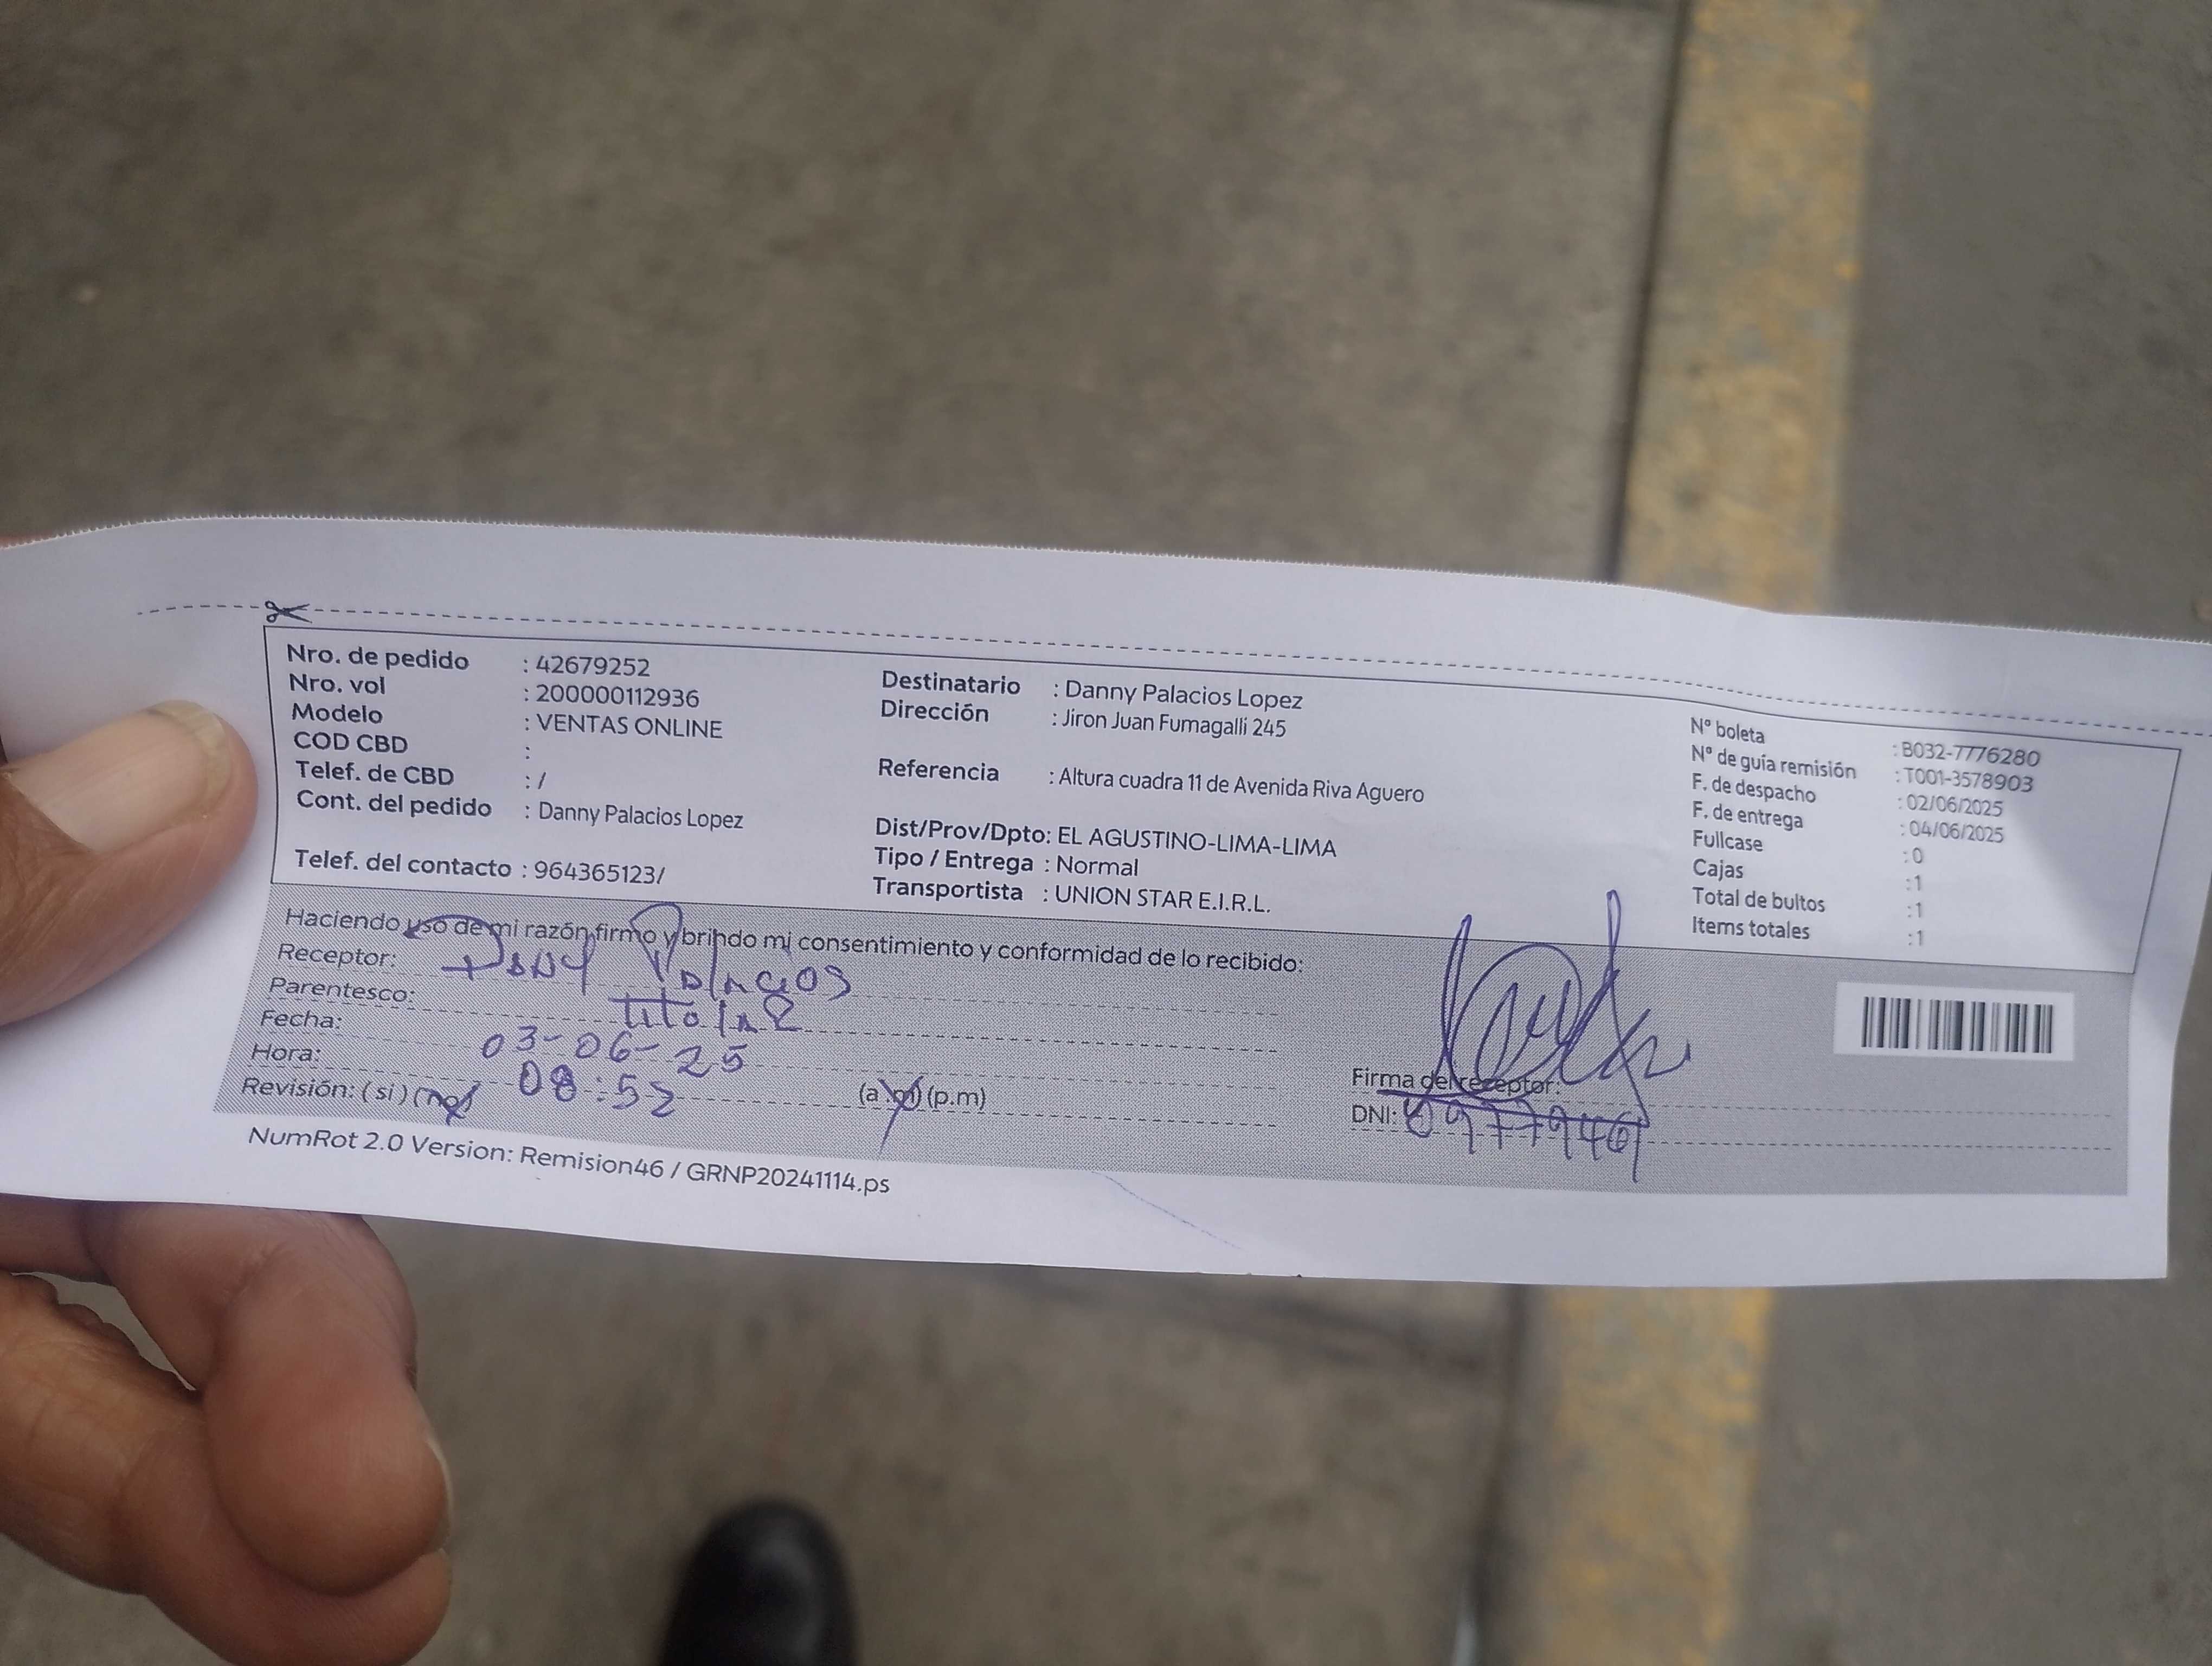 Nro. de pedido : 42679252
Nro. vol : 200000112936
Modelo : VENTAS ONLINE
COD CBD :
Telef. de CBD : /
Cont. del pedido : Danny Palacios Lopez
Telef. del contacto : 964365123/
Destinatario : Danny Palacios Lopez
Dirección : Jiron Juan Fumagalli 245
Referencia : Altura cuadra 11 de Avenida Riva Aguero
Dist/Prov/Dpto: EL AGUSTINO-LIMA-LIMA
Tipo / Entrega : Normal
Transportista : UNION STAR E.I.R.L.
Nº boleta : B032-7776280
Nº de guía remisión : T001-3578903
F. de despacho : 02/06/2025
F. de entrega : 04/06/2025
Fullcase : 0
Cajas : 1
Total de bultos : 1
Items totales : 1
Haciendo uso de mi razón firmo y brindo mi consentimiento y conformidad de lo recibido:
Receptor: Palacios
Parentesco: titular
Fecha: 03-06-25
Hora: 08:52 (a.m) (p.m)
Revisión: ( si ) (no)
Firma del receptor:
DNI:
NumRot 2.0 Version: Remision46 / GRNP20241114.ps